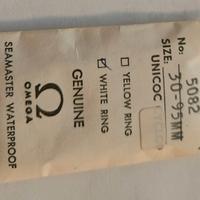 No. 5082
SIZE: 30-95MM
UNICOC
YELLOW RING
WHITE RING
GENUINE
Ω
OMEGA
SEAMASTER WATERPROOF